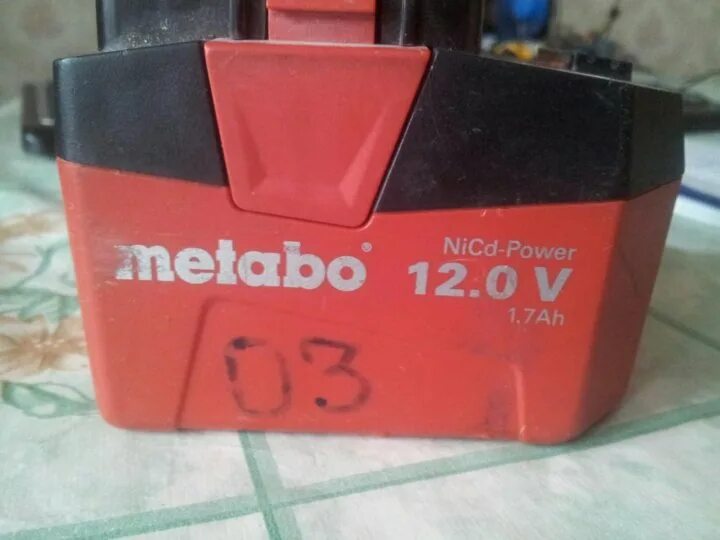 metabo®
NiCd-Power
12.0 V
1.7Ah
03